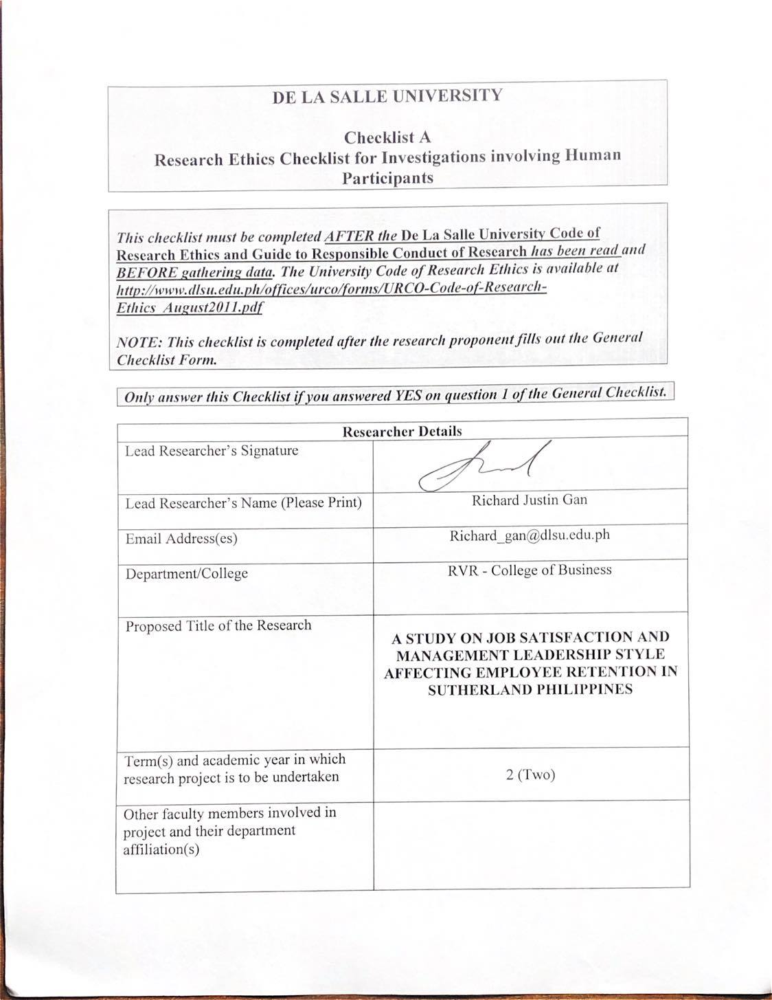 DE LA SALLE UNIVERSITY
Checklist A
Research Ethics Checklist for Investigations involving Human
Participants
This checklist must be completed AFTER the De La Salle University Code of
Research Ethics and Guide to Responsible Conduct of Research has been read and
BEFORE gathering data. The University Code of Research Ethics is available at
http://www.dlsu.edu.ph/offices/urco/forms/URCO-Code-of-Research-
Ethics_August2011.pdf
NOTE: This checklist is completed after the research proponent fills out the General
Checklist Form.
Only answer this Checklist if you answered YES on question 1 of the General Checklist.
Researcher Details
Lead Researcher's Signature
Lead Researcher's Name (Please Print)
Richard Justin Gan
Email Address(es)
Richard_gan@dlsu.edu.ph
Department/College
RVR - College of Business
Proposed Title of the Research
A STUDY ON JOB SATISFACTION AND
MANAGEMENT LEADERSHIP STYLE
AFFECTING EMPLOYEE RETENTION IN
SUTHERLAND PHILIPPINES
Term(s) and academic year in which
research project is to be undertaken
2 (Two)
Other faculty members involved in
project and their department
affiliation(s)